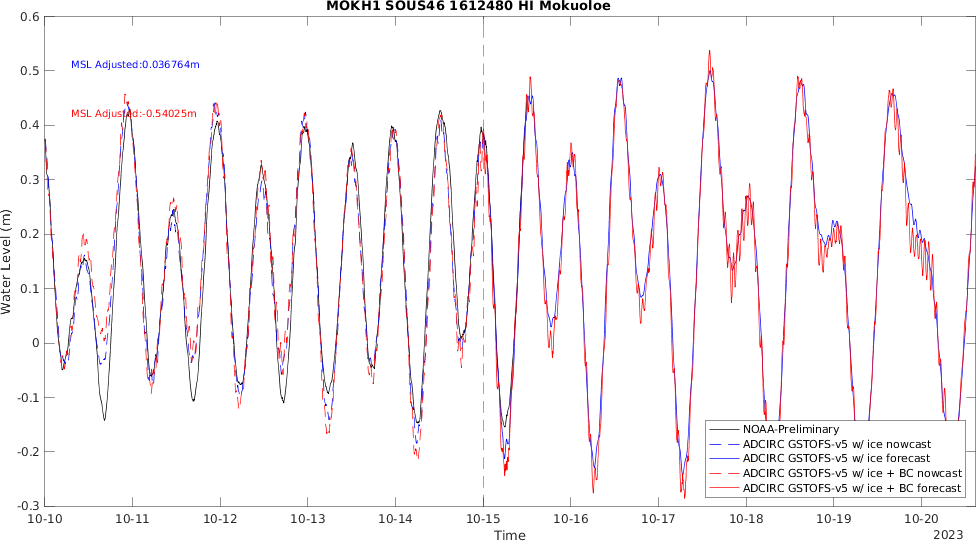 MOKH1 SOUS46 1612480 HI Mokuoloe
0.6
0.5
0.4
0.3
0.2
0.1
0
-0.1
-0.2
-0.3
Water Level (m)
MSL Adjusted:0.036764m
MSL Adjusted:-0.54025m
NOAA-Preliminary
ADCIRC GSTOFS-v5 w/ ice nowcast
ADCIRC GSTOFS-v5 w/ ice forecast
ADCIRC GSTOFS-v5 w/ ice + BC nowcast
ADCIRC GSTOFS-v5 w/ ice + BC forecast
10-10 10-11 10-12 10-13 10-14 10-15 10-16 10-17 10-18 10-19 10-20
Time
2023